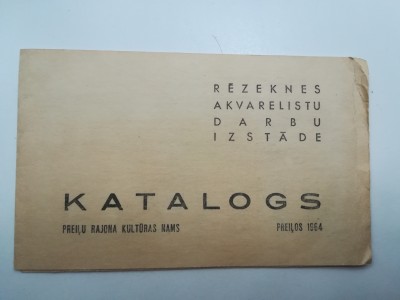 RĒZEKNES
AKVARELISTU
DARBU
IZSTĀDE
KATALOGS
PREIĻU RAJONA KULTŪRAS NAMS PREIĻOS 1964